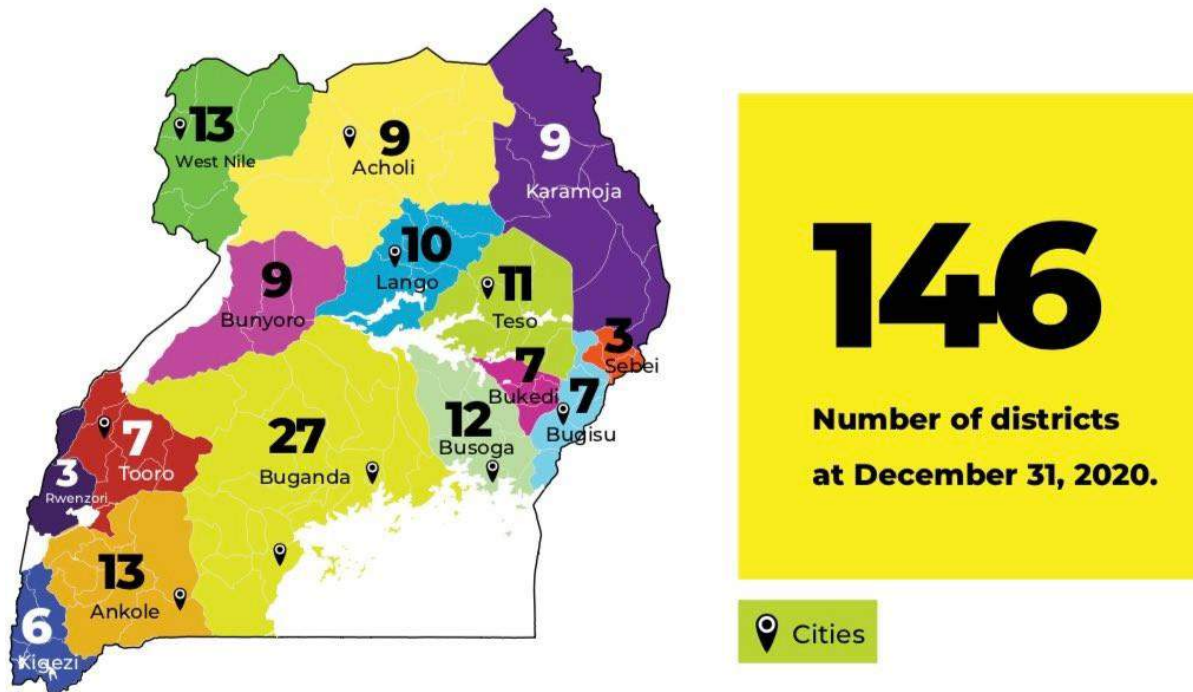 13
West Nile
9
Acholi
9
Karamoja
10
Lango
9
Bunyoro
11
Teso
3
Sebei
7
Bukedi
7
Bugisu
12
Busoga
27
Buganda
7
Tooro
3
Rwenzori
13
Ankole
6
Kigezi
146
Number of districts
at December 31, 2020.
Cities